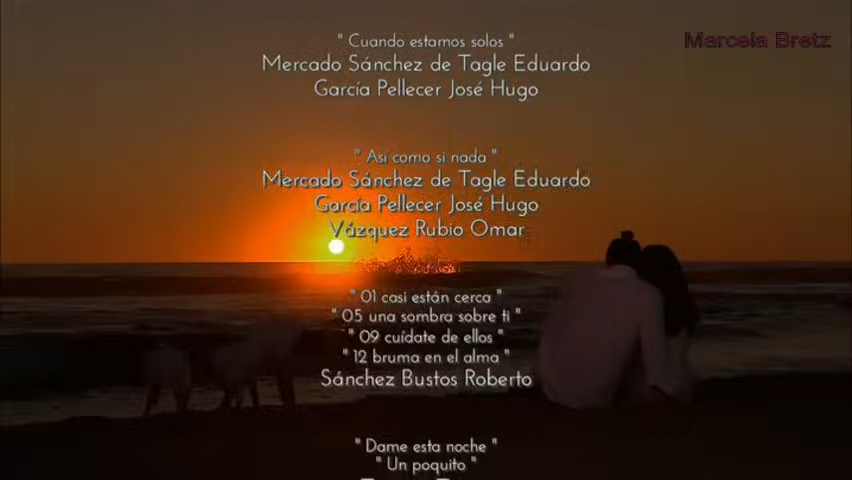 Marcela Bretz
" Cuando estamos solos "
Mercado Sánchez de Tagle Eduardo
García Pellecer José Hugo
" Así como si nada "
Mercado Sánchez de Tagle Eduardo
García Pellecer José Hugo
Vázquez Rubio Omar
" 01 casi están cerca "
" 05 una sombra sobre ti "
" 09 cuídate de ellos "
" 12 bruma en el alma "
Sánchez Bustos Roberto
" Dame esta noche "
" Un poquito "